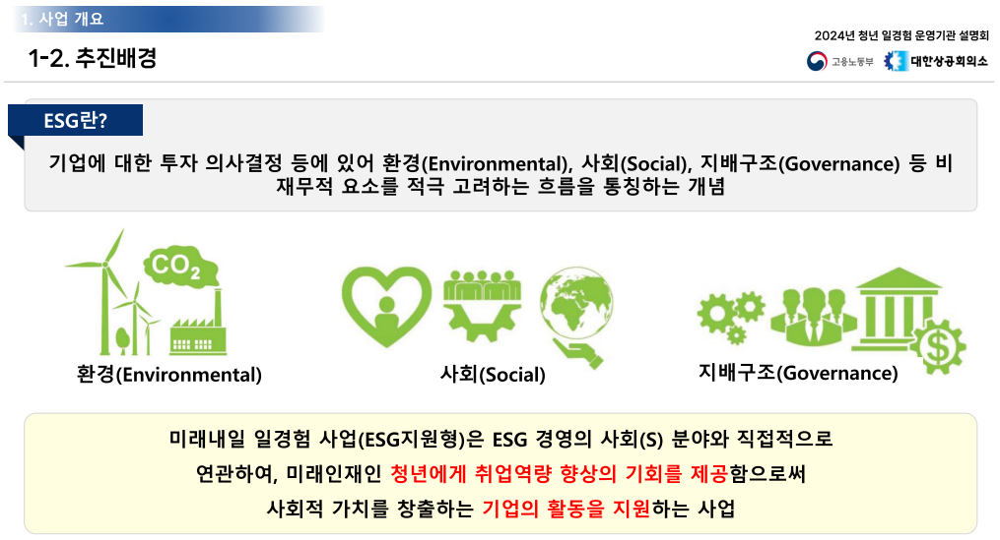 1. 사업 개요
2024년 청년 일경험 운영기관 설명회
1-2. 추진배경
고용노동부 대한상공회의소
ESG란?
기업에 대한 투자 의사결정 등에 있어 환경(Environmental), 사회(Social), 지배구조(Governance) 등 비
재무적 요소를 적극 고려하는 흐름을 통칭하는 개념
CO2
$
환경(Environmental)
사회(Social)
지배구조(Governance)
미래내일 일경험 사업(ESG지원형)은 ESG 경영의 사회(S) 분야와 직접적으로
연관하여, 미래인재인 청년에게 취업역량 향상의 기회를 제공함으로써
사회적 가치를 창출하는 기업의 활동을 지원하는 사업